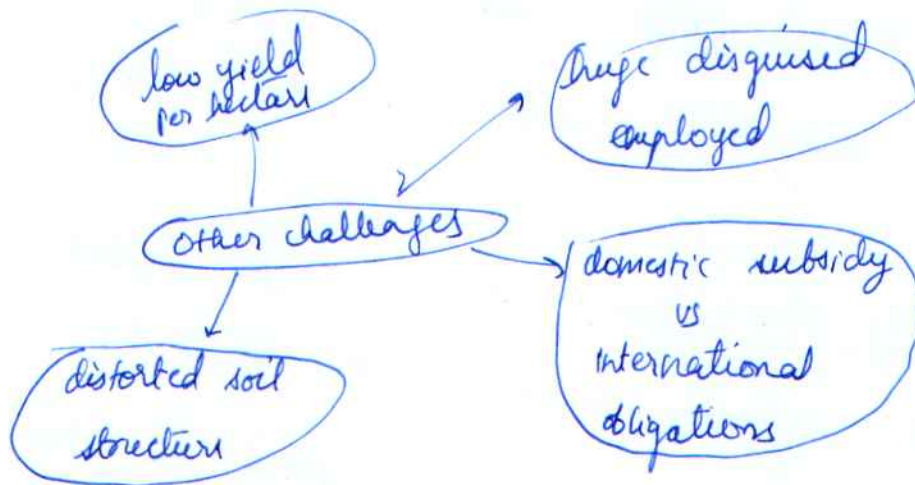 low yield
per hectare
huge disguised
employed
other challenges
domestic subsidy
vs
international
obligations
distorted soil
structure